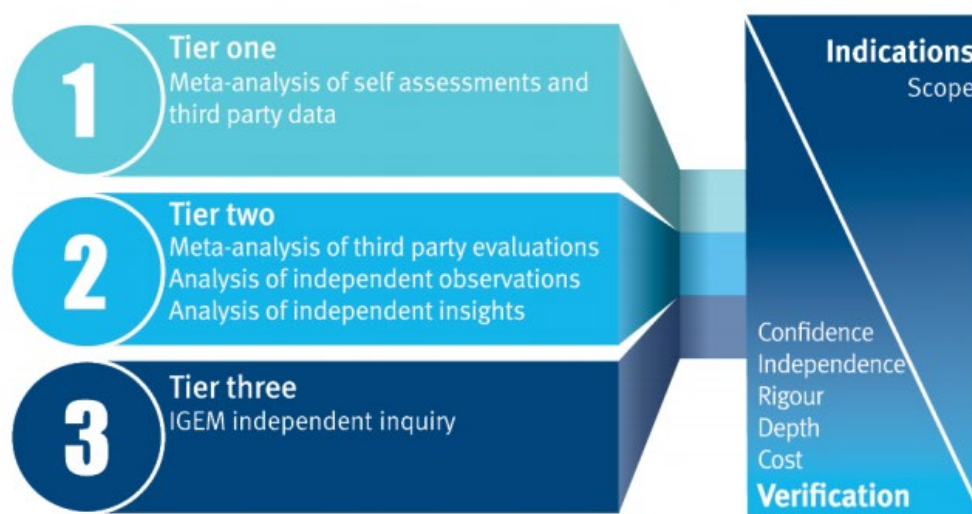 1
Tier one
Meta-analysis of self assessments and
third party data
2
Tier two
Meta-analysis of third party evaluations
Analysis of independent observations
Analysis of independent insights
3
Tier three
IGEM independent inquiry
Indications
Scope
Confidence
Independence
Rigour
Depth
Cost
Verification